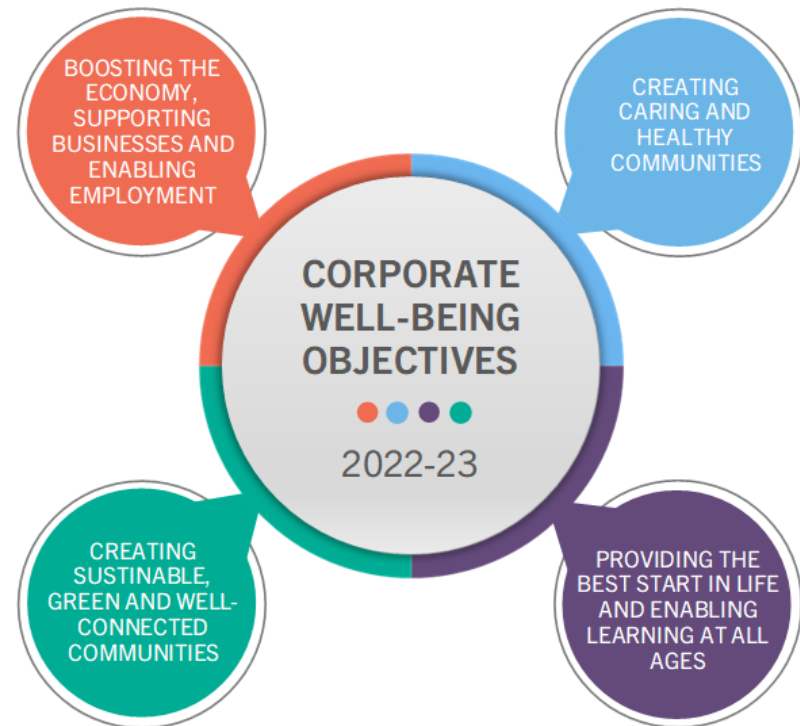 BOOSTING THE
ECONOMY,
SUPPORTING
BUSINESSES AND
ENABLING
EMPLOYMENT
CREATING
CARING AND
HEALTHY
COMMUNITIES
CORPORATE
WELL-BEING
OBJECTIVES
2022-23
CREATING
SUSTINABLE,
GREEN AND WELL-
CONNECTED
COMMUNITIES
PROVIDING THE
BEST START IN LIFE
AND ENABLING
LEARNING AT ALL
AGES